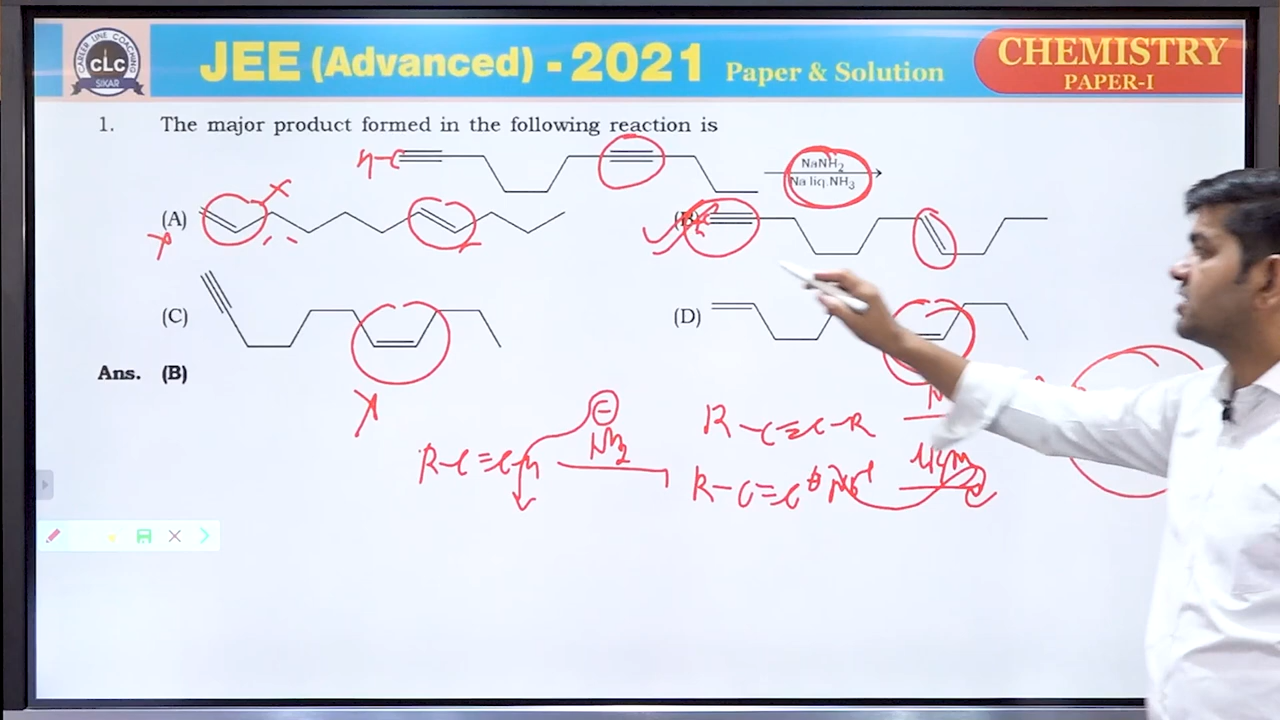 CAREER LINE COACHING
CLC
SIKAR
JEE (Advanced) - 2021 Paper & Solution
CHEMISTRY
PAPER-I
1. The major product formed in the following reaction is
NaNH₂
Na liq.NH₃
(A)
(C)
(D)
Ans. (B)
NH₂
R-C≡C-R
R-C≡C-H